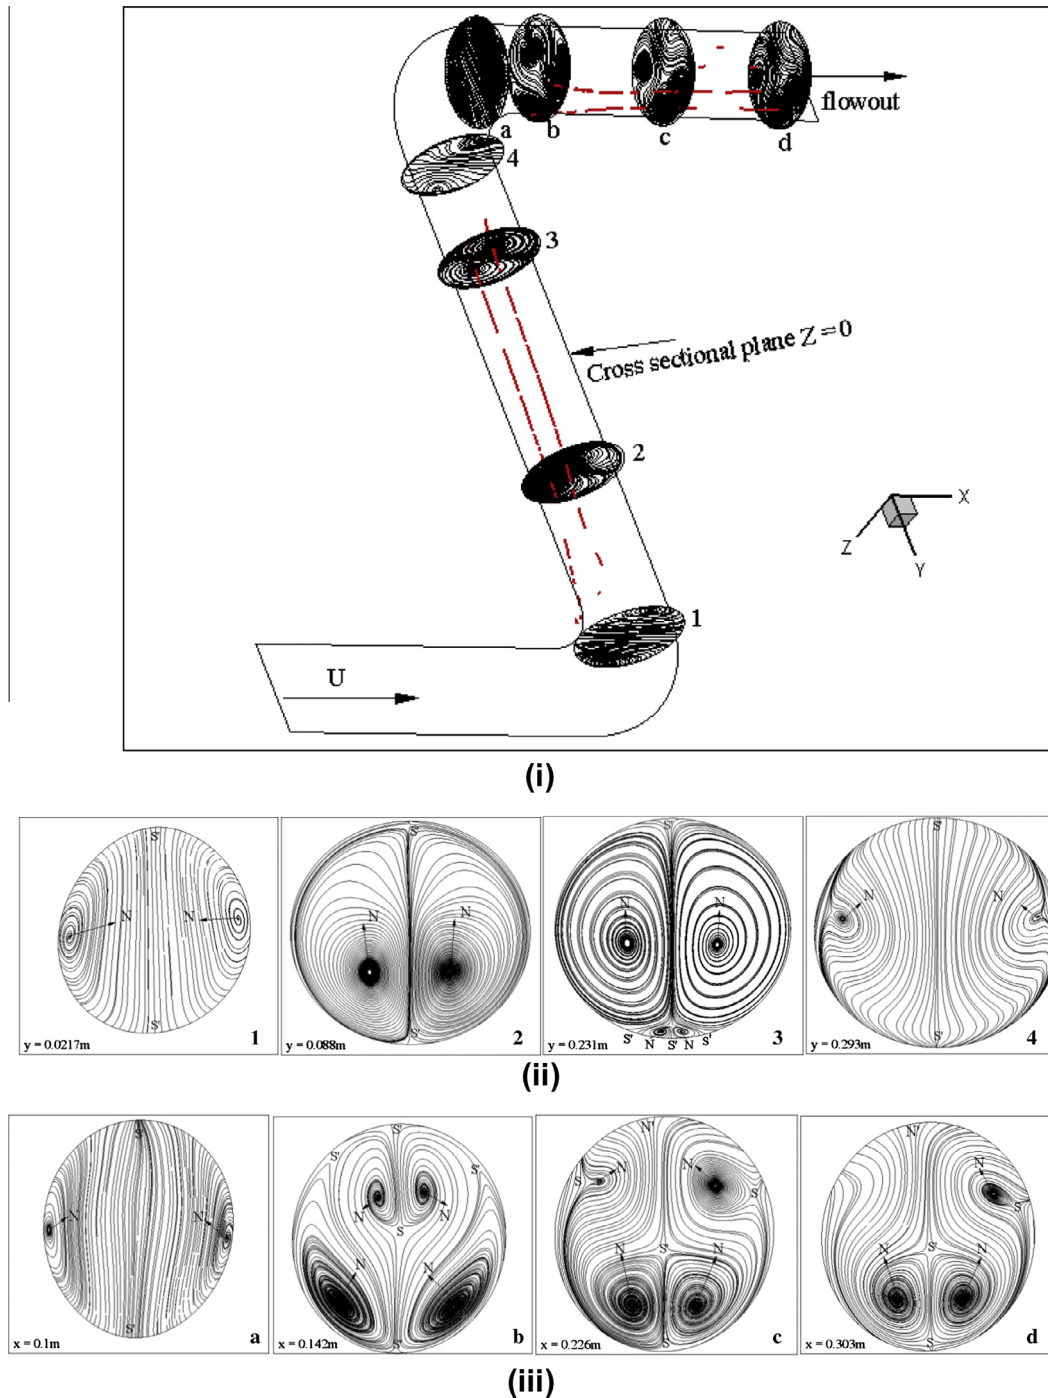 a
b
c
d
flowout
4
3
Cross sectional plane Z = 0
2
X
Z
Y
1
U
(i)
S'
N
N
S'
y = 0.0217m
1
S'
N
N
S'
y = 0.088m
2
S'
N
N
S' N S' N S'
y = 0.231m
3
S'
N
N
S'
y = 0.293m
4
(ii)
S'
N
N
S'
x = 0.1m
a
S'
S'
S'
N
N
S
N
N
S'
x = 0.142m
b
N'
N
N
S
S
S'
N
N
S
x = 0.226m
c
N'
N
S
S'
N
N
S
x = 0.303m
d
(iii)